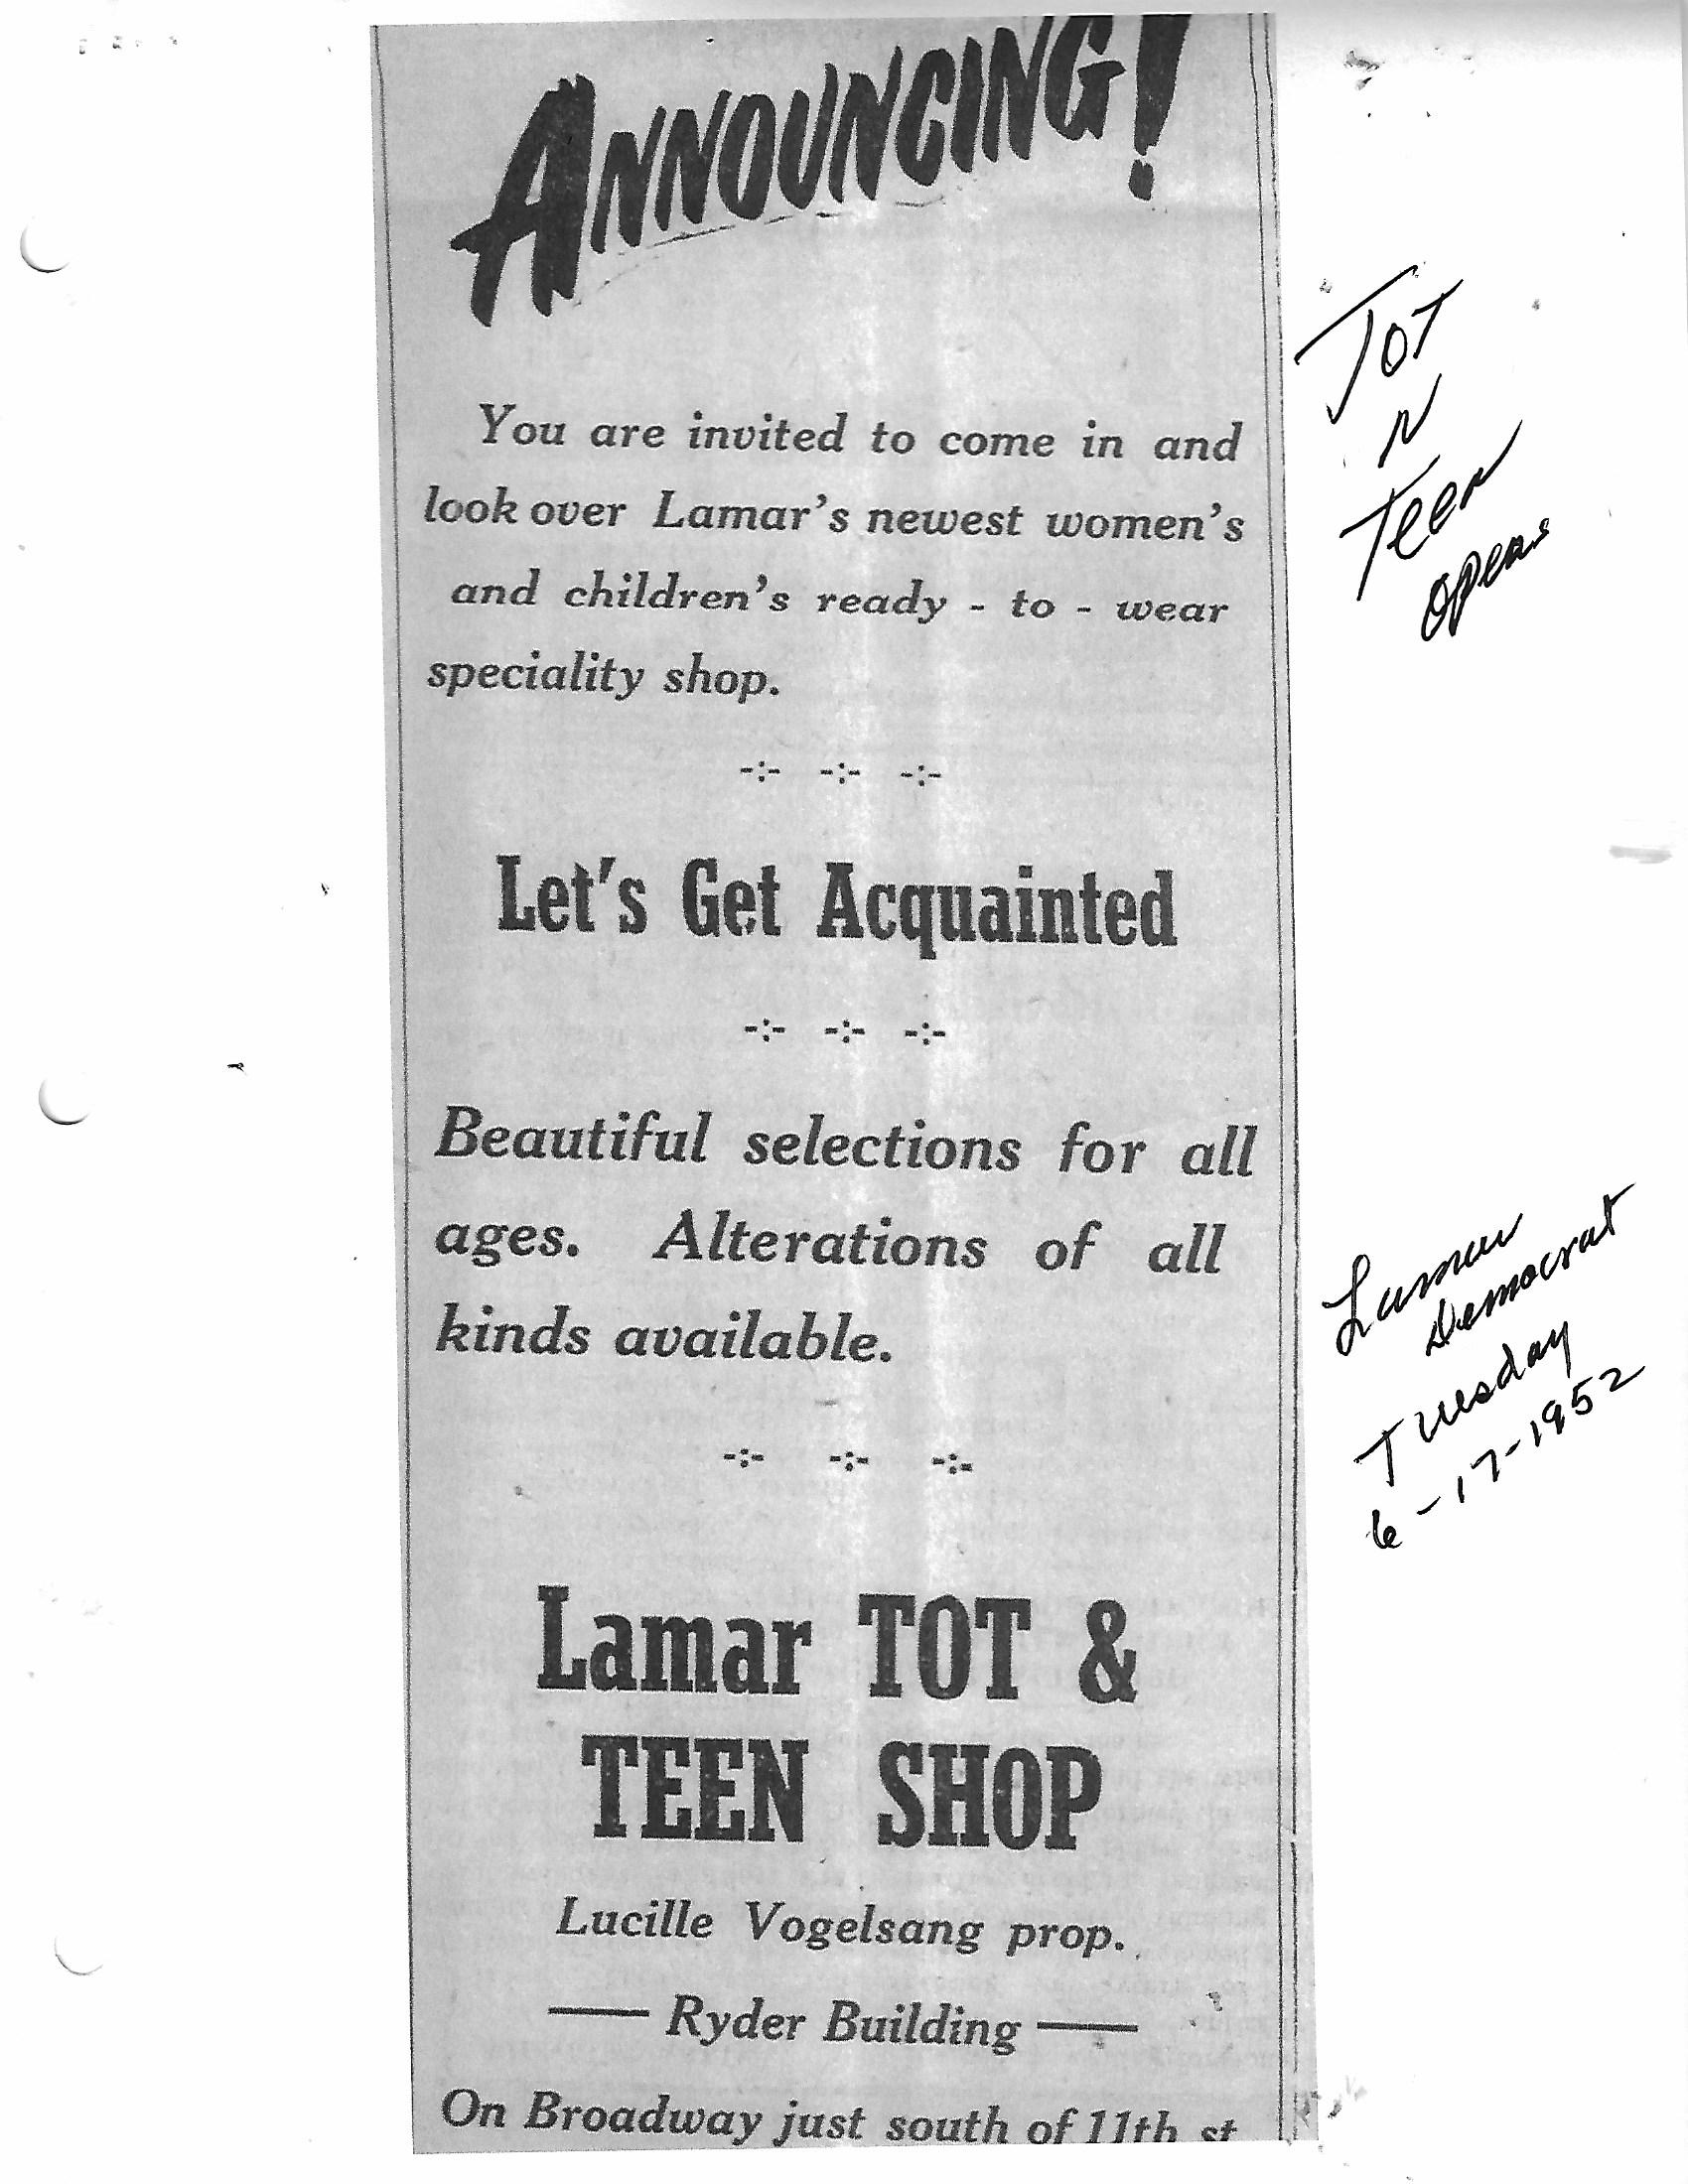 ANNOUNCING!
You are invited to come in and
look over Lamar's newest women's
and children's ready - to - wear
speciality shop.
-:- -:- -:-
Let's Get Acquainted
-:- -:- -:-
Beautiful selections for all
ages. Alterations of all
kinds available.
-:- -:- -:-
Lamar TOT &
TEEN SHOP
Lucille Vogelsang prop.
— Ryder Building —
On Broadway just south of 11th st
Tot
N
Teen
opens
Lamar
Democrat
Tuesday
6-17-1952